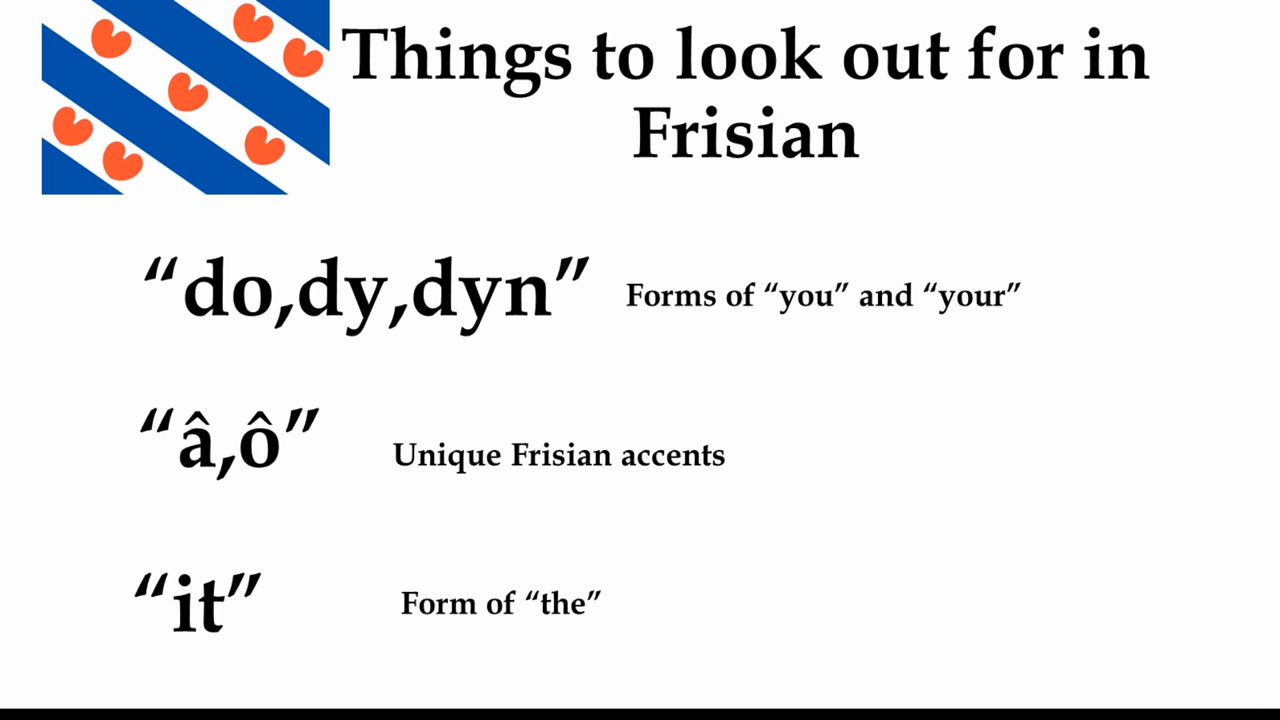 Things to look out for in
Frisian
“do,dy,dyn” Forms of “you” and “your”
“â,ô” Unique Frisian accents
“it” Form of “the”